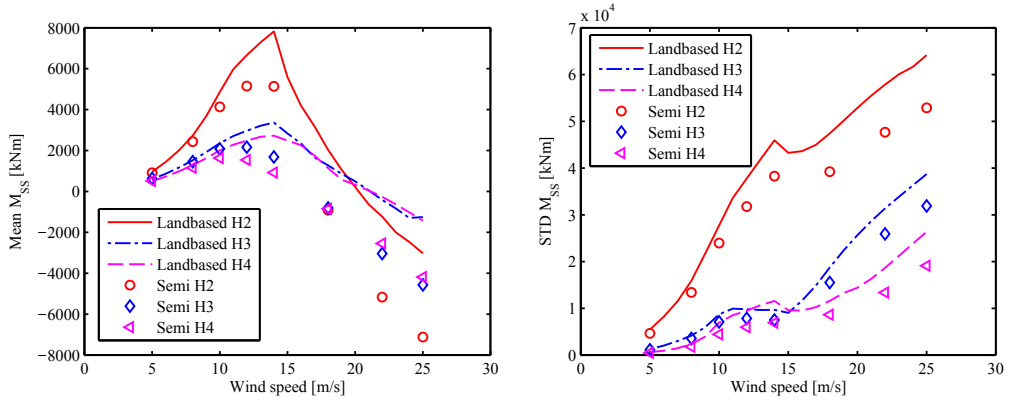 8000
6000
4000
2000
0
−2000
−4000
−6000
−8000
0
5
10
15
20
25
30
Mean M_SS [kNm]
Wind speed [m/s]
Landbased H2
Landbased H3
Landbased H4
Semi H2
Semi H3
Semi H4
x 10^4
7
6
5
4
3
2
1
0
0
5
10
15
20
25
30
STD M_SS [kNm]
Wind speed [m/s]
Landbased H2
Landbased H3
Landbased H4
Semi H2
Semi H3
Semi H4